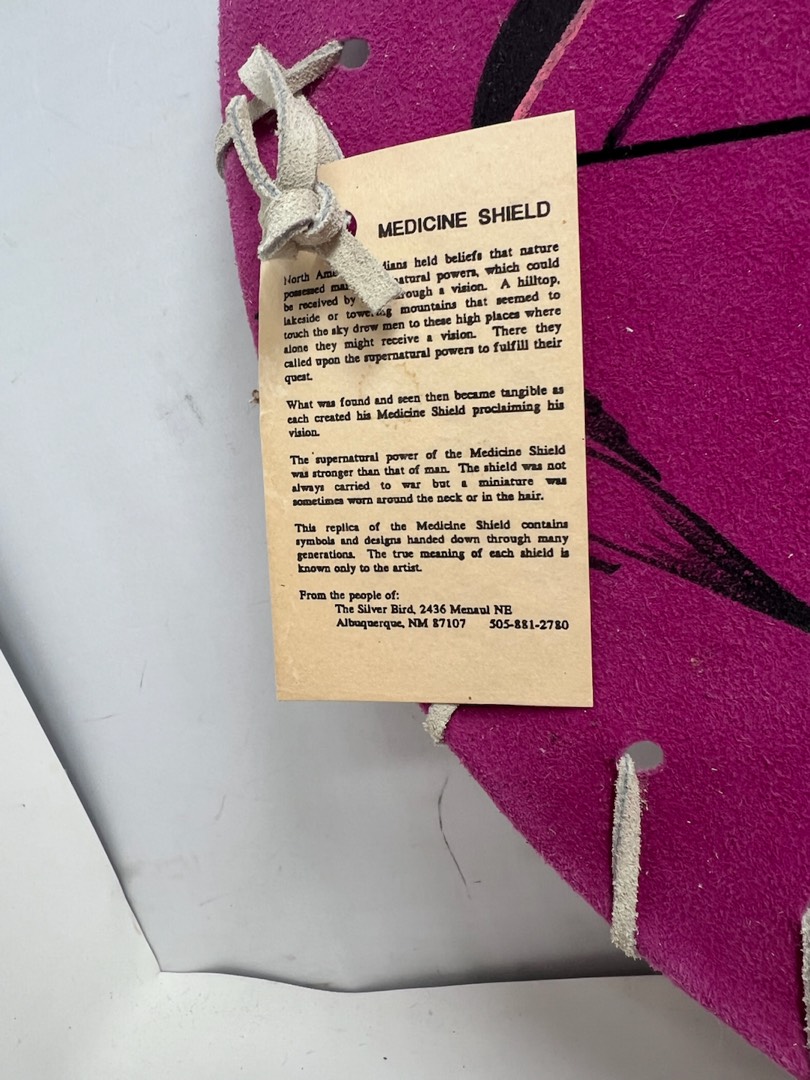 MEDICINE SHIELD
North Ame dians held beliefs that nature
possessed ma natural powers, which could
be received by through a vision. A hilltop,
lakeside or towering mountains that seemed to
touch the sky drew men to these high places where
alone they might receive a vision. There they
called upon the supernatural powers to fulfill their
quest.
What was found and seen then became tangible as
each created his Medicine Shield proclaiming his
vision.
The supernatural power of the Medicine Shield
was stronger than that of man. The shield was not
always carried to war but a miniature was
sometimes worn around the neck or in the hair.
This replica of the Medicine Shield contains
symbols and designs handed down through many
generations. The true meaning of each shield is
known only to the artist.
From the people of:
The Silver Bird, 2436 Menaul NE
Albuquerque, NM 87107 505-881-2780